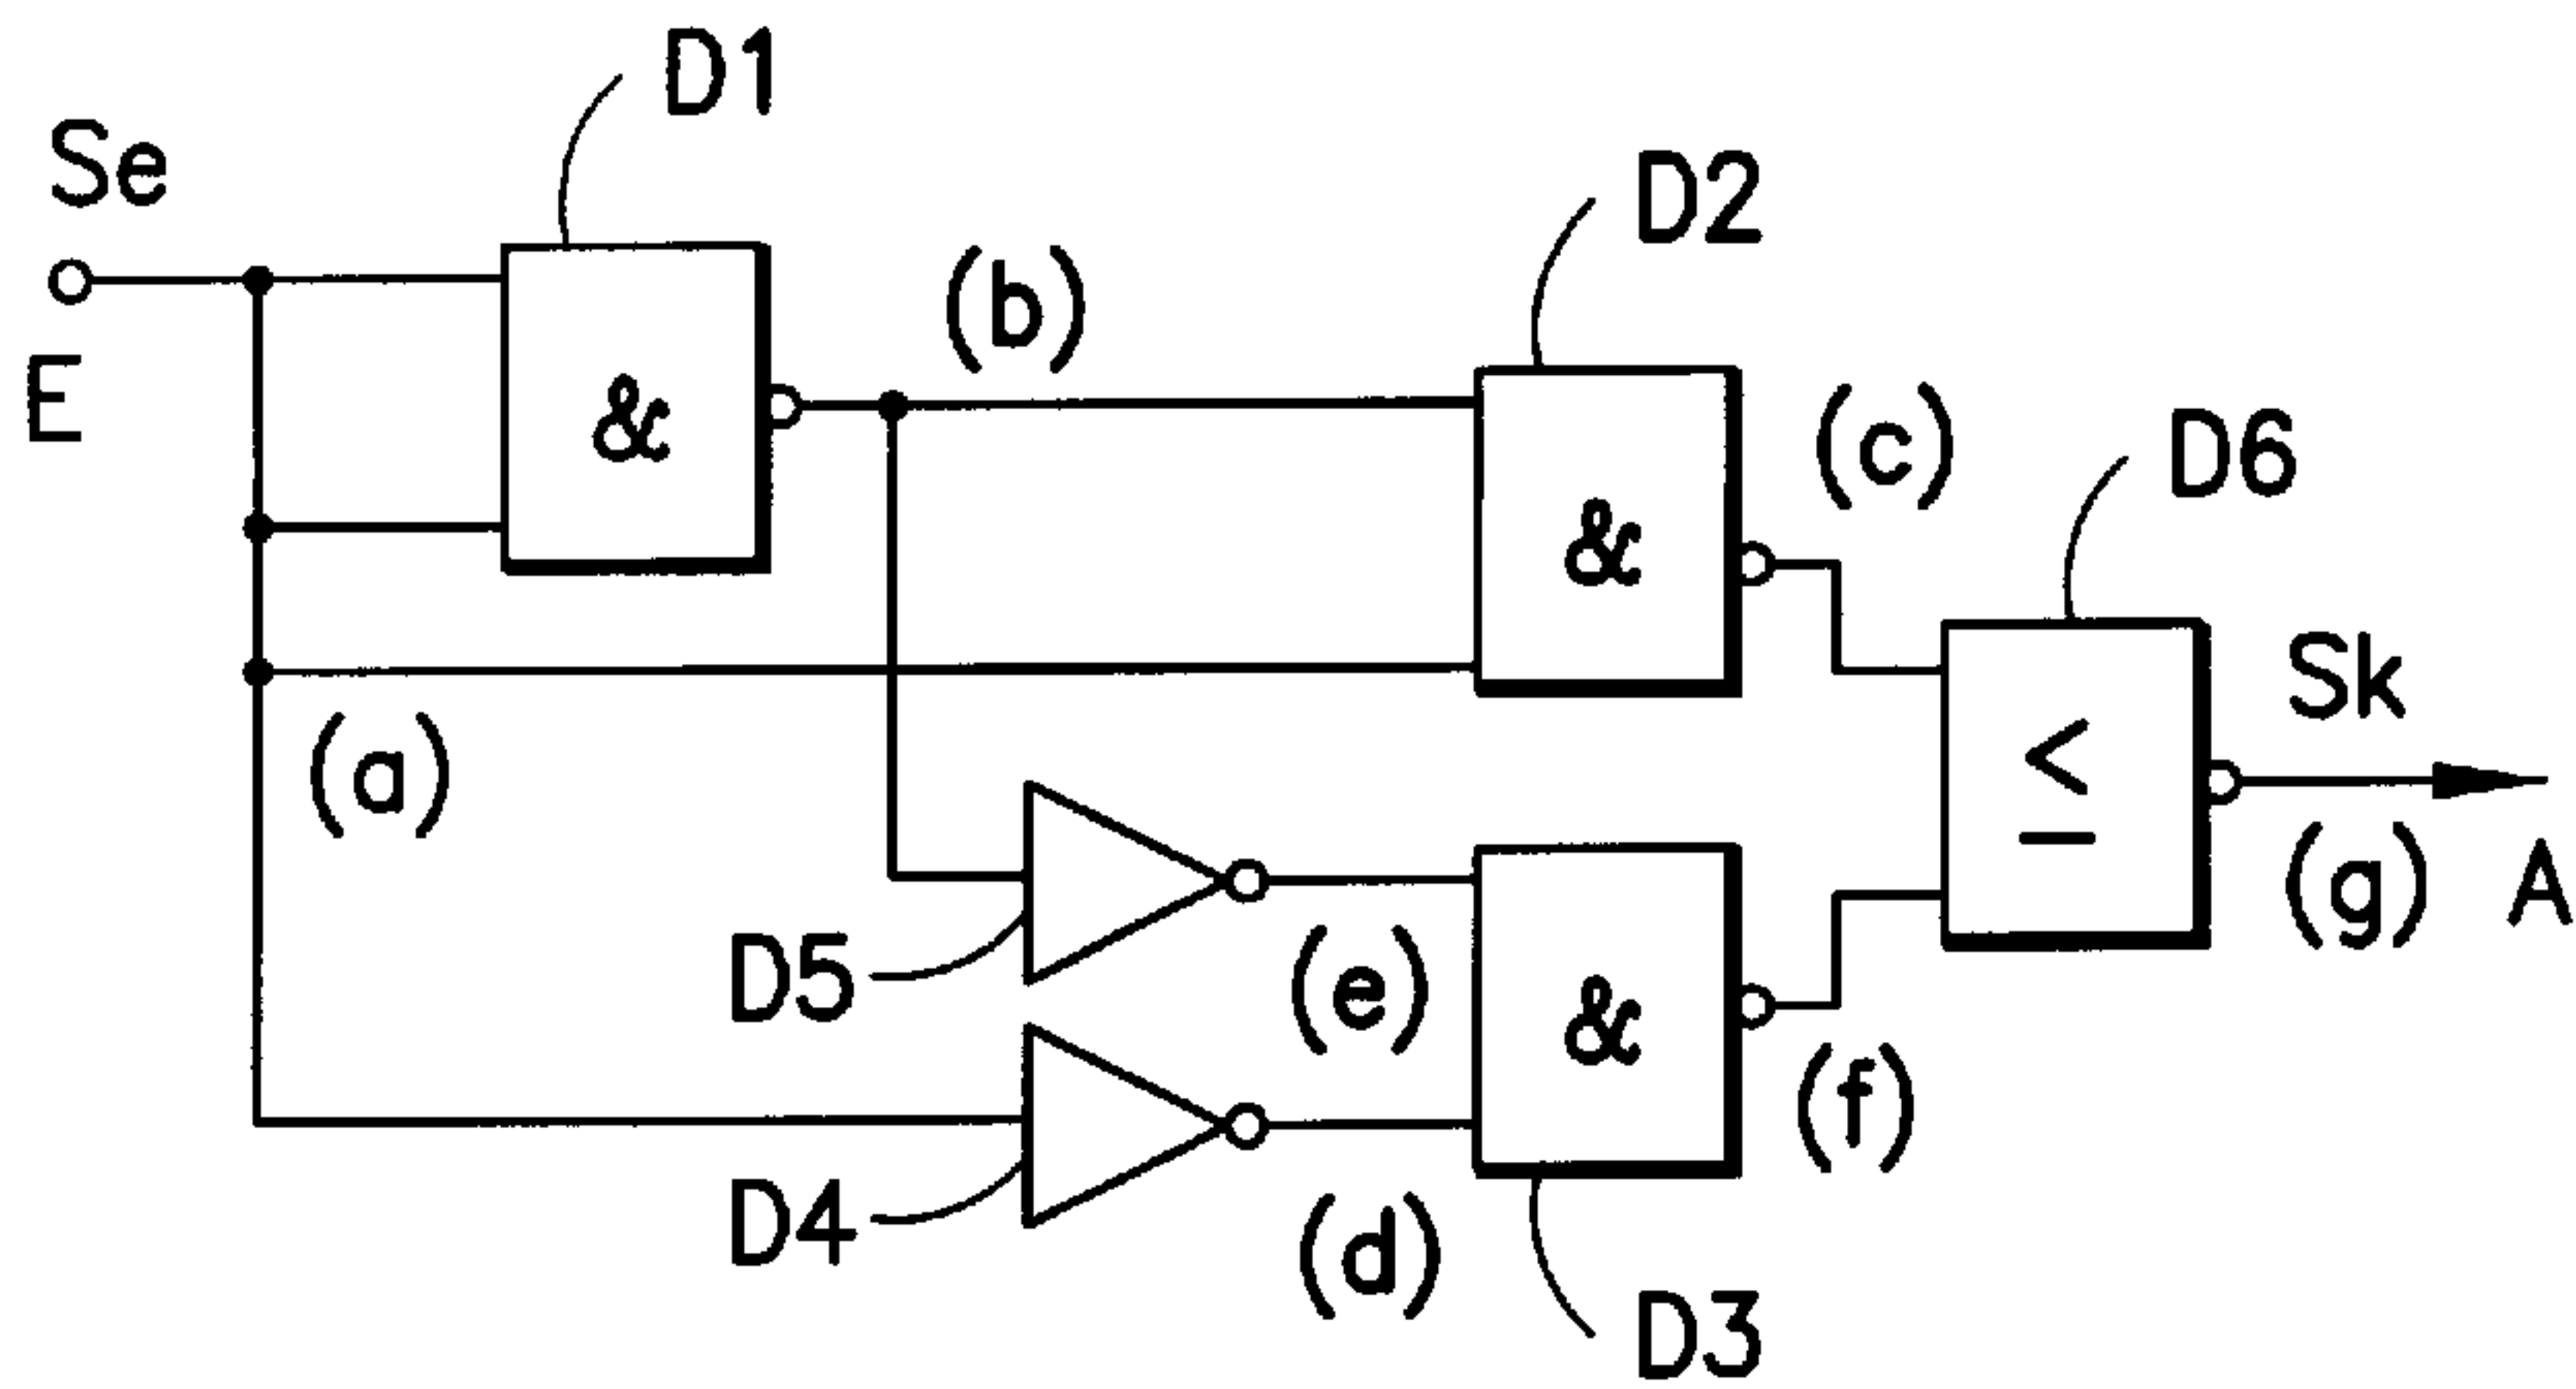 D1
Se
D2
(b)
E
&
(c)
D6
&
Sk
(a)
≤
(g)
A
D5
(e)
&
(f)
D4
(d)
D3